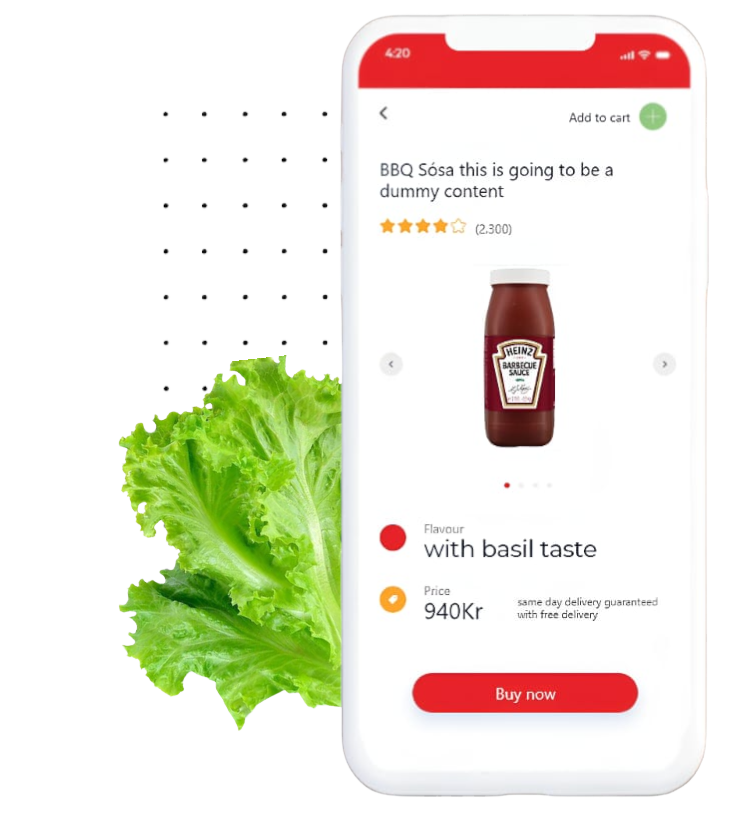 4:20
Add to cart
BBQ Sósa this is going to be a
dummy content
(2,300)
HEINZ
BARBECUE
SAUCE
Flavour
with basil taste
Price
940Kr
same day delivery guaranteed
with free delivery
Buy now